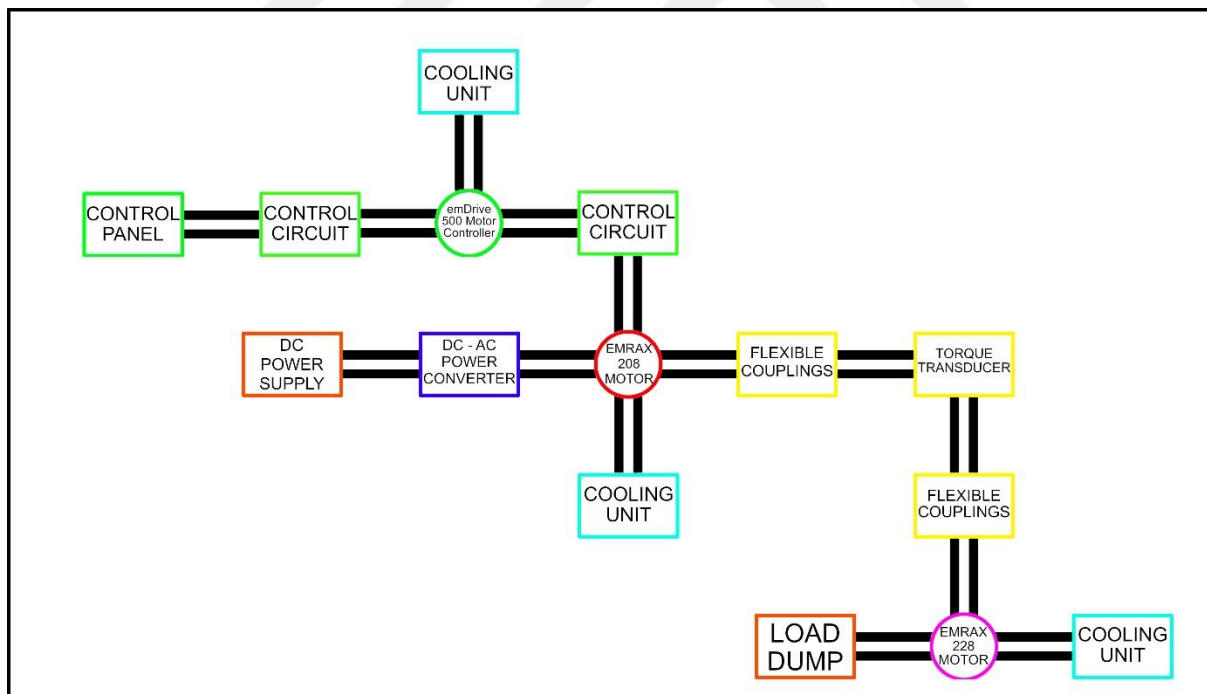 COOLING
UNIT
CONTROL
PANEL
CONTROL
CIRCUIT
emDrive
500 Motor
Controller
CONTROL
CIRCUIT
DC
POWER
SUPPLY
DC - AC
POWER
CONVERTER
EMRAX
208
MOTOR
FLEXIBLE
COUPLINGS
TORQUE
TRANSDUCER
COOLING
UNIT
FLEXIBLE
COUPLINGS
LOAD
DUMP
EMRAX
228
MOTOR
COOLING
UNIT